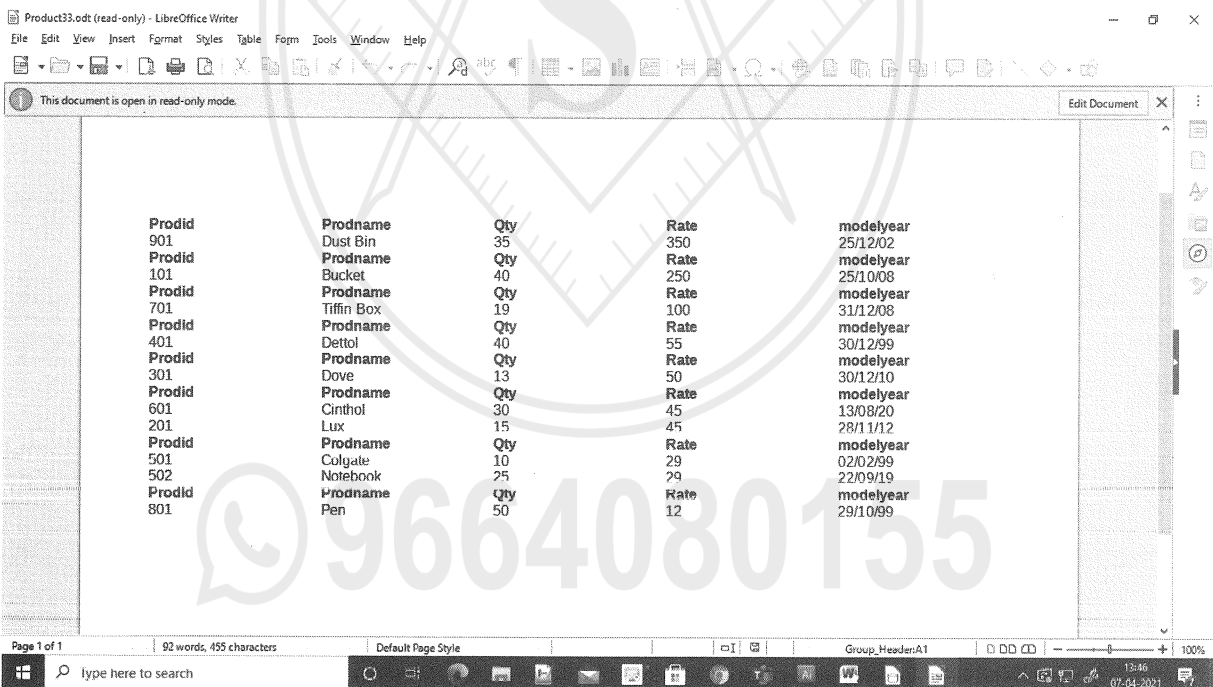 Product33.odt (read-only) - LibreOffice Writer
File Edit View Insert Format Styles Table Form Tools Window Help
This document is open in read-only mode. Edit Document
Prodid Prodname Qty Rate modelyear
901 Dust Bin 35 350 25/12/02
Prodid Prodname Qty Rate modelyear
101 Bucket 40 250 25/10/08
Prodid Prodname Qty Rate modelyear
701 Tiffin Box 19 100 31/12/08
Prodid Prodname Qty Rate modelyear
401 Dettol 40 55 30/12/99
Prodid Prodname Qty Rate modelyear
301 Dove 13 50 30/12/10
Prodid Prodname Qty Rate modelyear
601 Cinthol 30 45 13/08/20
201 Lux 15 45 28/11/12
Prodid Prodname Qty Rate modelyear
501 Colgate 10 29 02/02/99
502 Notebook 25 29 22/09/19
Prodid Prodname Qty Rate modelyear
801 Pen 50 12 29/10/99
9664080155
Page 1 of 1 92 words, 455 characters Default Page Style Group_Header:A1 100%
Type here to search 13:46
07-04-2021